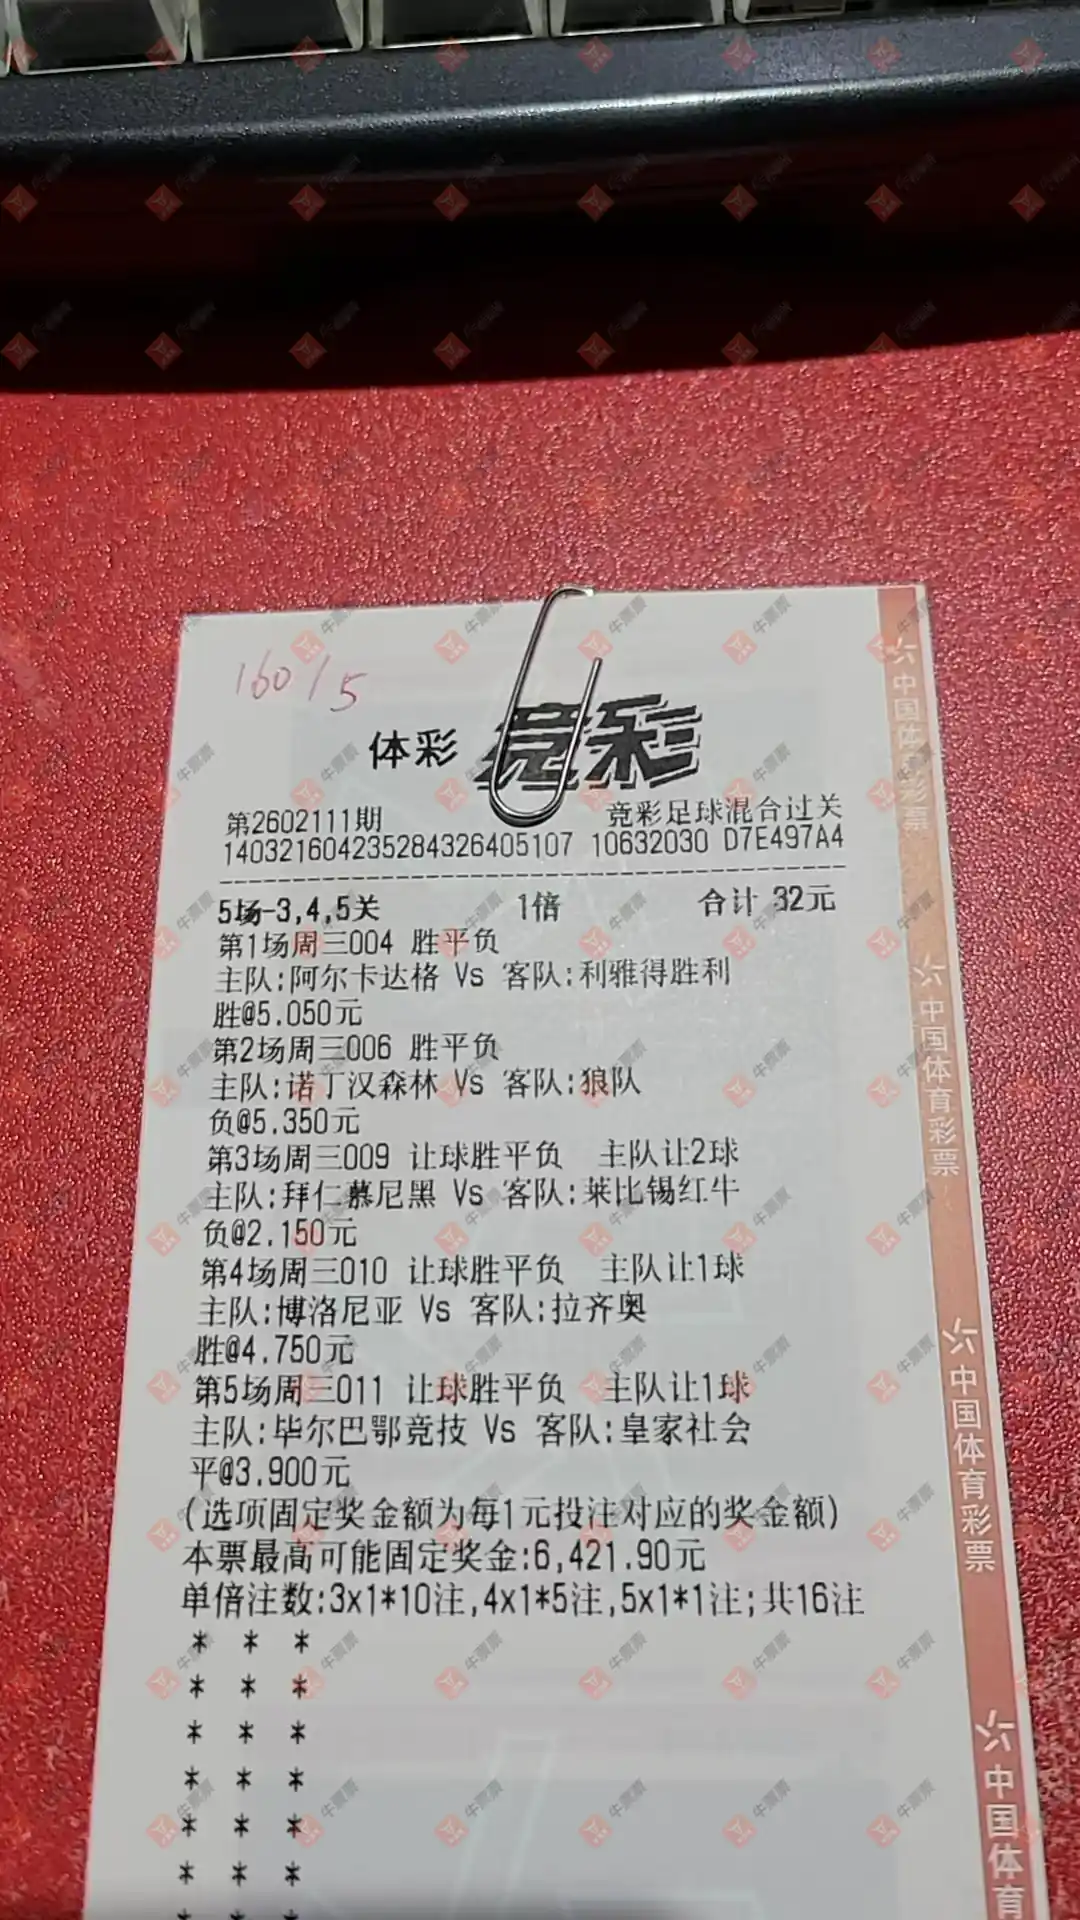 160/5
体彩 竞彩
第2602111期 竞彩足球混合过关
140321604235284326405107 10632030 D7E497A4
5场-3,4,5关 1倍 合计 32元
第1场周三004 胜平负
主队:阿尔卡达格 Vs 客队:利雅得胜利
胜@5.050元
第2场周三006 胜平负
主队:诺丁汉森林 Vs 客队:狼队
负@5.350元
第3场周三009 让球胜平负 主队让2球
主队:拜仁慕尼黑 Vs 客队:莱比锡红牛
负@2.150元
第4场周三010 让球胜平负 主队让1球
主队:博洛尼亚 Vs 客队:拉齐奥
胜@4.750元
第5场周三011 让球胜平负 主队让1球
主队:毕尔巴鄂竞技 Vs 客队:皇家社会
平@3.900元
(选项固定奖金额为每1元投注对应的奖金额)
本票最高可能固定奖金:6,421.90元
单倍注数:3x1*10注,4x1*5注,5x1*1注;共16注
* * *
* * *
* * *
* * *
* * *
* * *
中国体育彩票
中国体育彩票
中国体育彩票
中国体育
牛票票